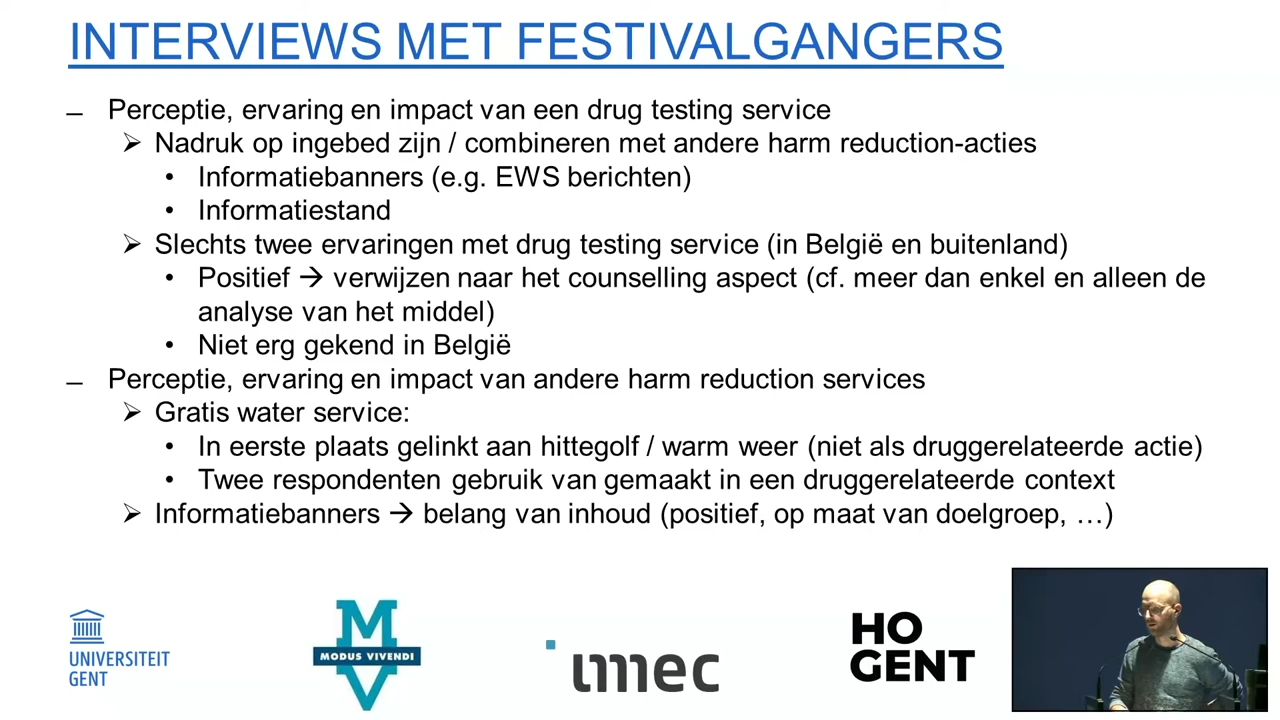 INTERVIEWS MET FESTIVALGANGERS
– Perceptie, ervaring en impact van een drug testing service
➢ Nadruk op ingebed zijn / combineren met andere harm reduction-acties
• Informatiebanners (e.g. EWS berichten)
• Informatiestand
➢ Slechts twee ervaringen met drug testing service (in België en buitenland)
• Positief → verwijzen naar het counselling aspect (cf. meer dan enkel en alleen de
analyse van het middel)
• Niet erg gekend in België
– Perceptie, ervaring en impact van andere harm reduction services
➢ Gratis water service:
• In eerste plaats gelinkt aan hittegolf / warm weer (niet als druggerelateerde actie)
• Twee respondenten gebruik van gemaakt in een druggerelateerde context
➢ Informatiebanners → belang van inhoud (positief, op maat van doelgroep, …)
UNIVERSITEIT
GENT
M
MODUS VIVENDI
V
imec
HO
GENT